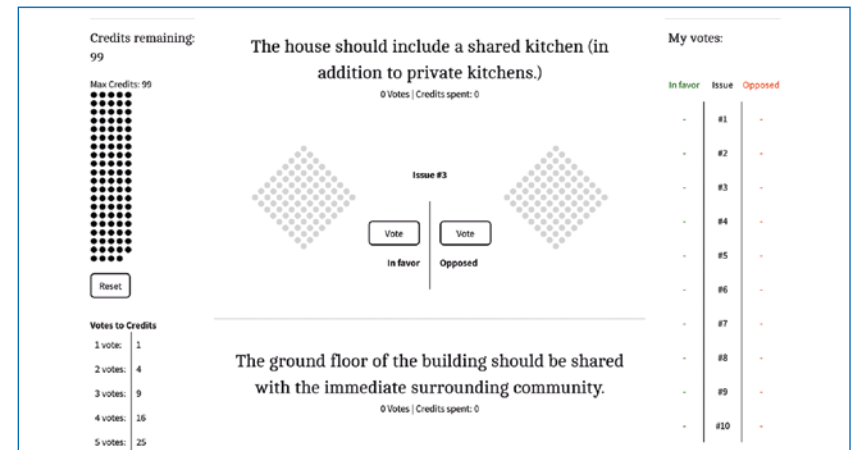 Credits remaining:
99
Max Credits: 99
Reset
Votes to Credits
1 vote: 1
2 votes: 4
3 votes: 9
4 votes: 16
5 votes: 25
The house should include a shared kitchen (in
addition to private kitchens.)
0 Votes | Credits spent: 0
Issue #3
Vote Vote
In favor Opposed
The ground floor of the building should be shared
with the immediate surrounding community.
0 Votes | Credits spent: 0
My votes:
In favor Issue Opposed
- #1 -
- #2 -
- #3 -
- #4 -
- #5 -
- #6 -
- #7 -
- #8 -
- #9 -
- #10 -